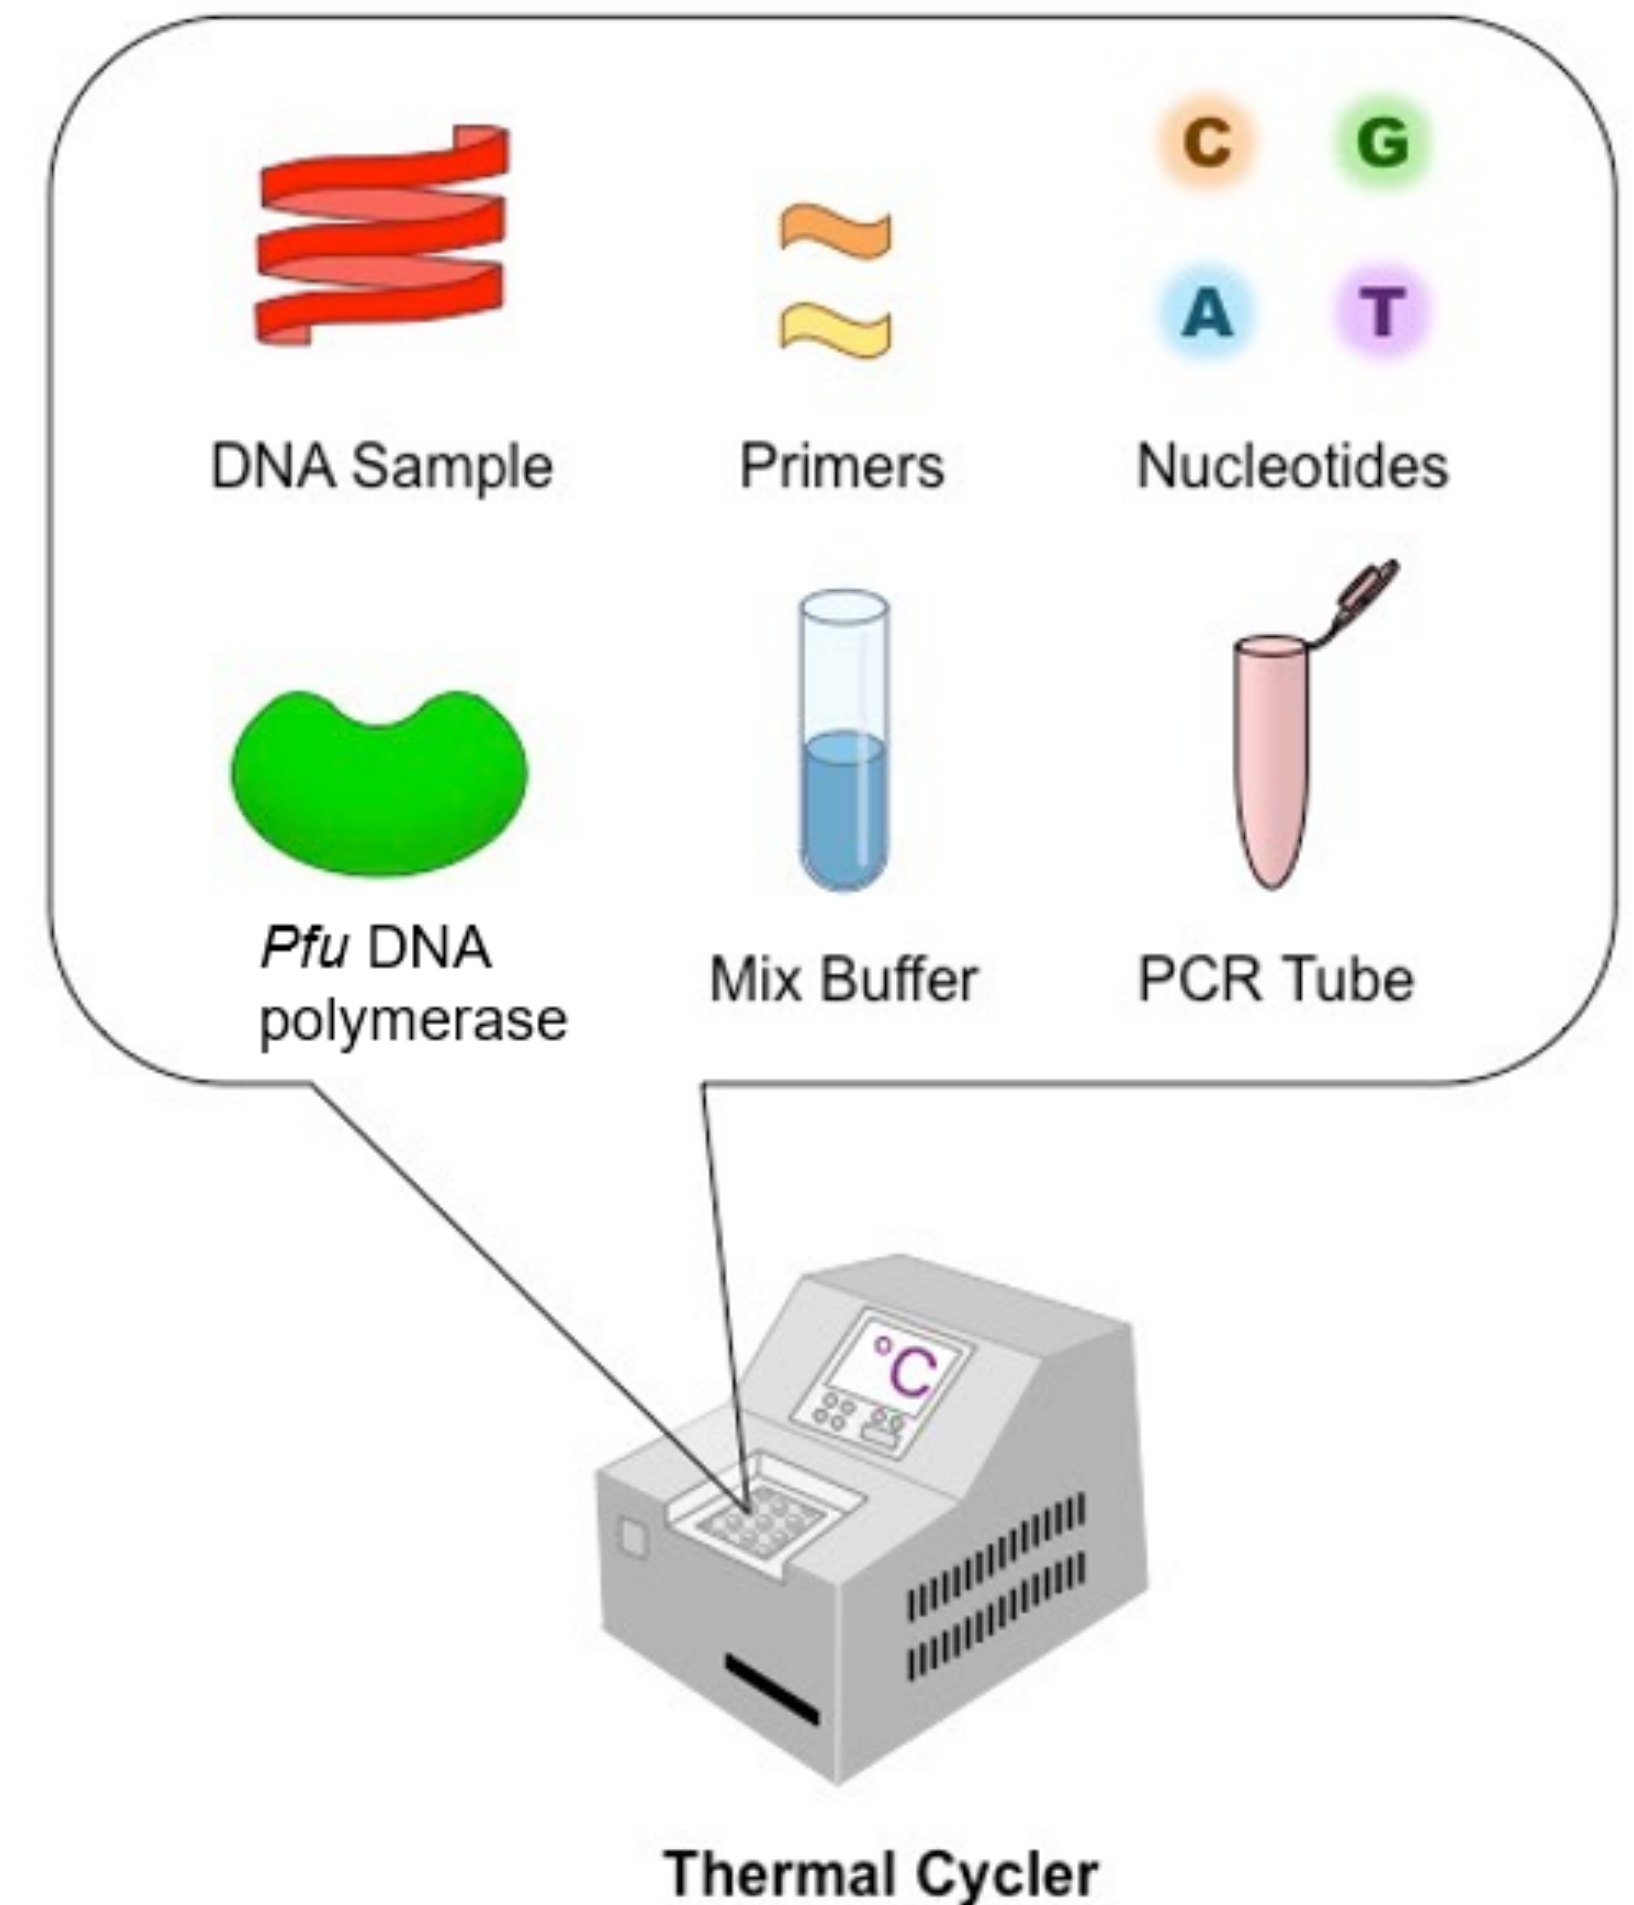 C G
A T
DNA Sample
Primers
Nucleotides
Pfu DNA
polymerase
Mix Buffer
PCR Tube
°C
Thermal Cycler